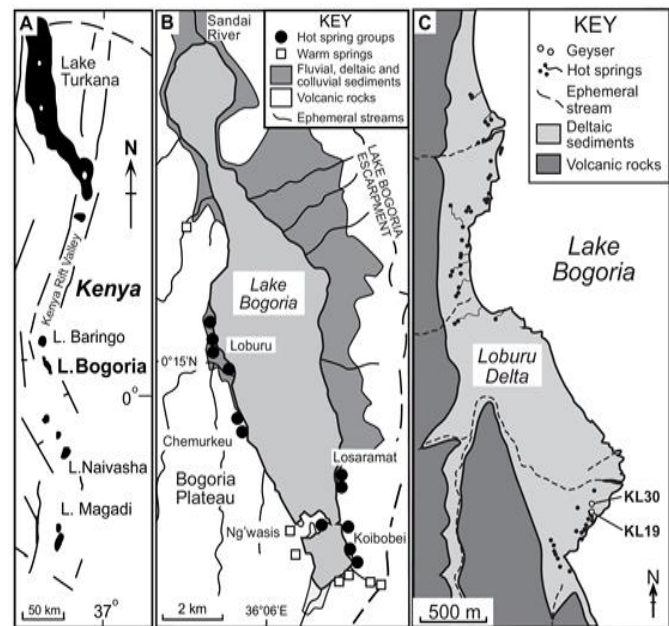 A
Lake
Turkana
N
Kenya Rift Valley
Kenya
L. Baringo
L.Bogoria
0°
L.Naivasha
L. Magadi
50 km
37°
B
Sandai
River
KEY
Hot spring groups
Warm springs
Fluvial, deltaic and
colluvial sediments
Volcanic rocks
Ephemeral streams
LAKE BOGORIA
ESCARPMENT
Lake
Bogoria
Loburu
0°15'N
Chemurkeu
Losaramat
Bogoria
Plateau
Ng'wasis
Koibobei
2 km
36°06'E
C
KEY
Geyser
Hot springs
Ephemeral
stream
Deltaic
sediments
Volcanic rocks
Lake
Bogoria
Loburu
Delta
KL30
KL19
500 m
N